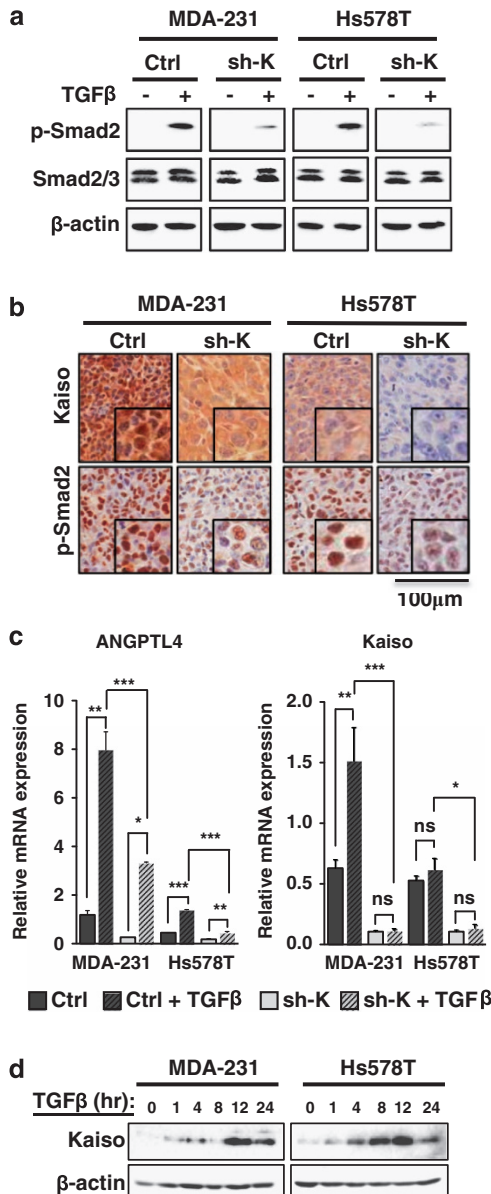 a
MDA-231 Hs578T
Ctrl sh-K Ctrl sh-K
TGFβ - + - + - + - +
p-Smad2
Smad2/3
β-actin
b
MDA-231 Hs578T
Ctrl sh-K Ctrl sh-K
Kaiso
p-Smad2
100μm
c
ANGPTL4
Relative mRNA expression
10
8
6
4
2
0
** *** * *** *** **
MDA-231 Hs578T
Kaiso
Relative mRNA expression
2.0
1.5
1.0
0.5
0.0
** *** ns ns * ns
MDA-231 Hs578T
Ctrl Ctrl + TGFβ sh-K sh-K + TGFβ
d
MDA-231 Hs578T
TGFβ (hr): 0 1 4 8 12 24 0 1 4 8 12 24
Kaiso
β-actin